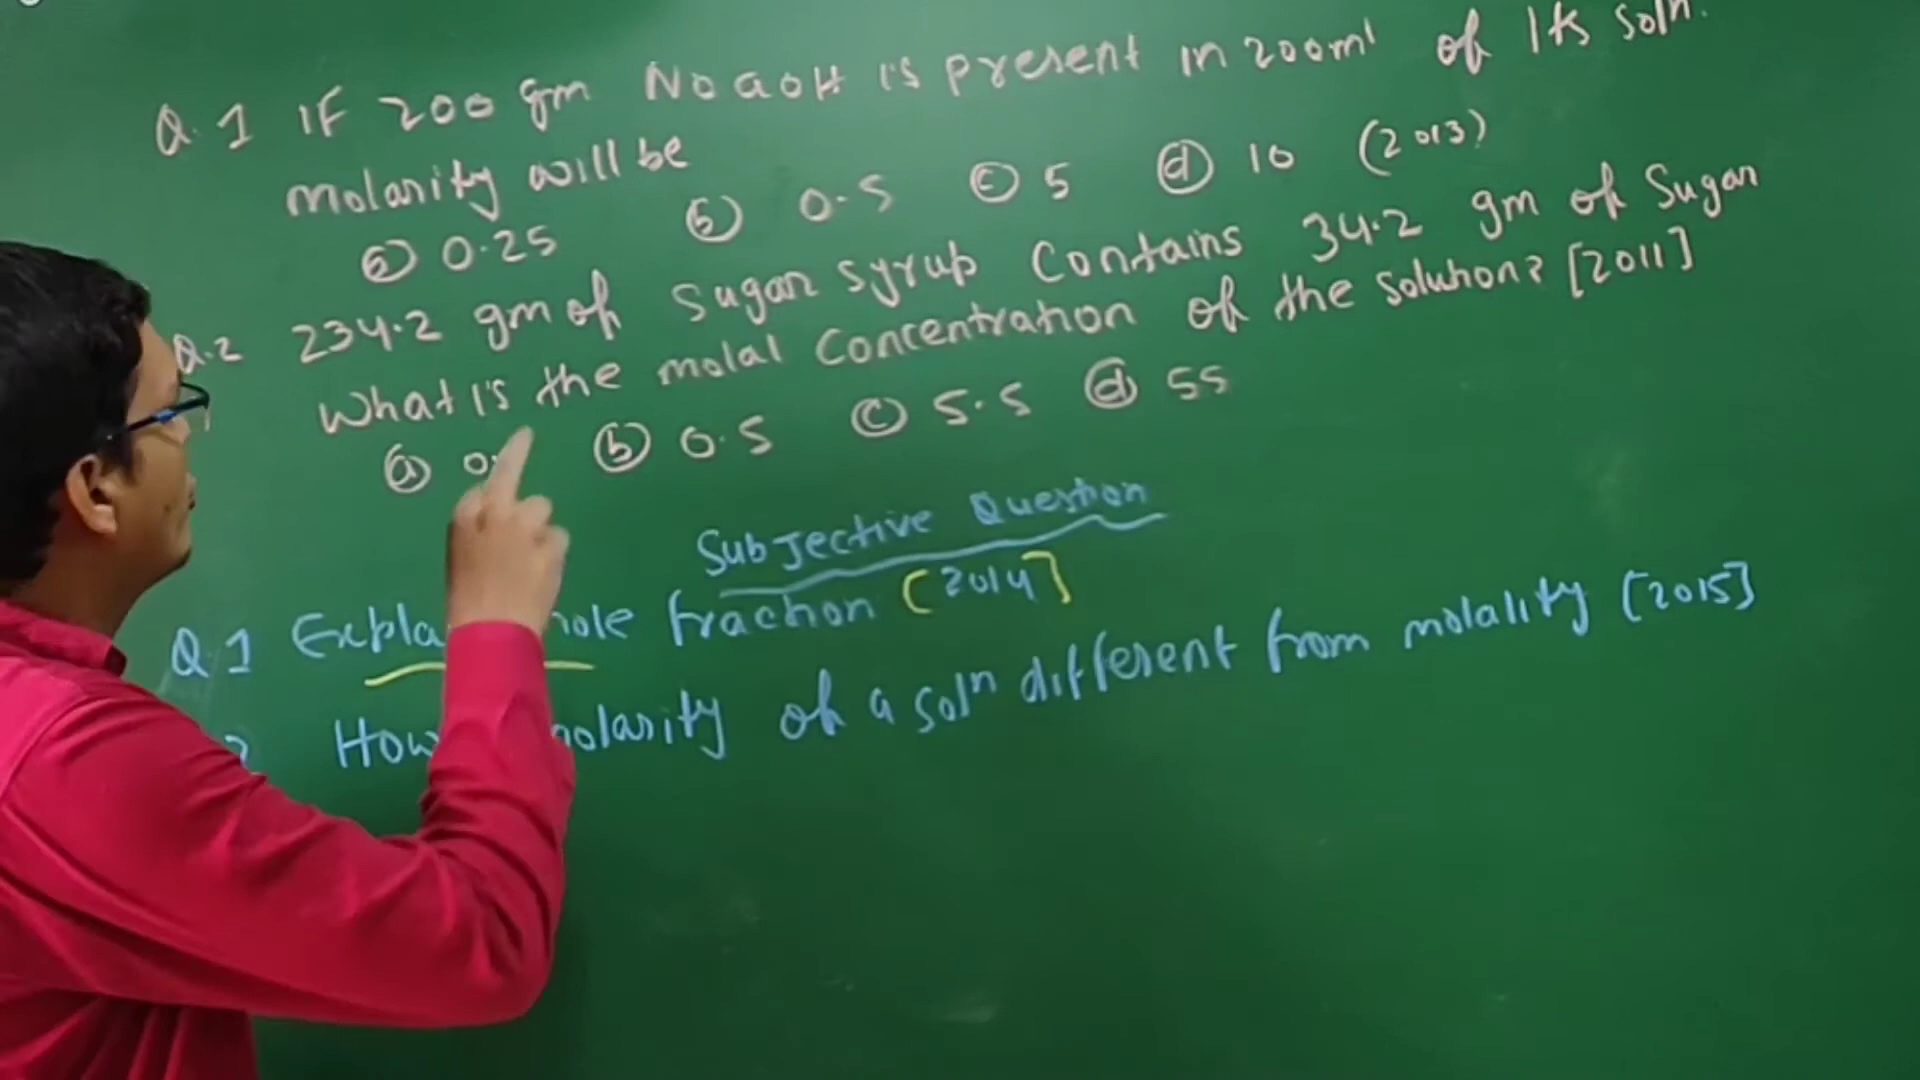 Q.1 IF 200 gm NaaOH is present in 200ml of Its soln.
molarity will be
ⓐ 0.25 ⓑ 0.5 ⓒ 5 ⓓ 10 (2013)
Q.2 234.2 gm of Sugar syrup Contains 34.2 gm of Sugar
What is the molal Concentration of the solution? [2011]
ⓐ 0. ⓑ 0.5 ⓒ 5.5 ⓓ 55
Subjective Question
Q.1 fraction [2014]
of a solⁿ different from molality [2015]